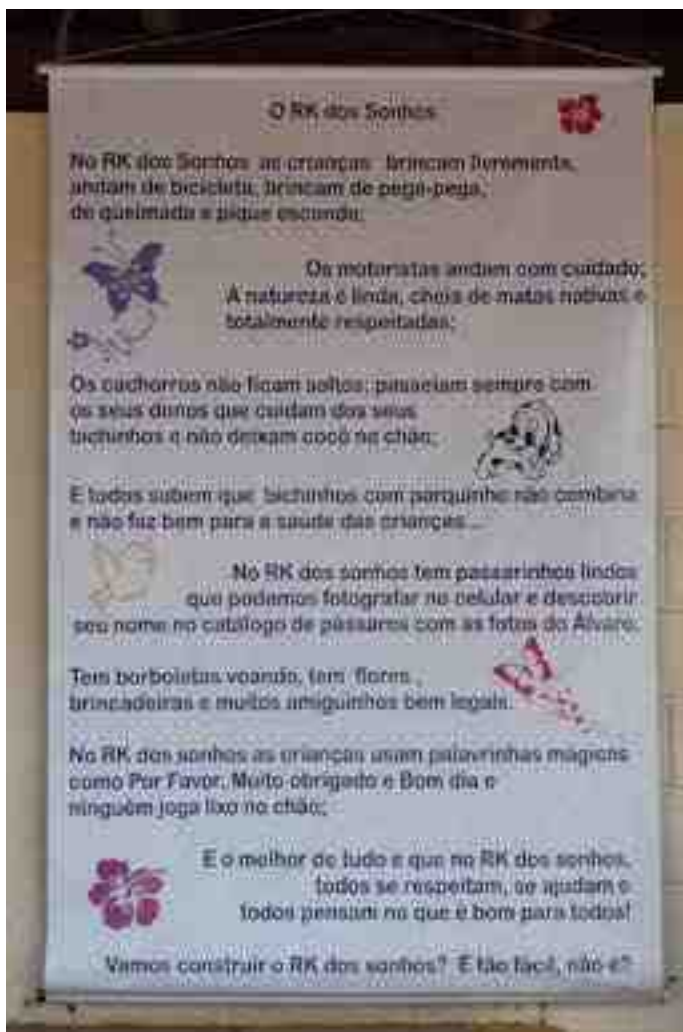 O RK dos Sonhos
No RK dos Sonhos as crianças brincam livremente,
andam de bicicleta, brincam de pega-pega,
de queimada e pique esconde;
Os motoristas andam com cuidado;
A natureza é linda, cheia de matas nativas e
totalmente respeitadas;
Os cachorros não ficam soltos, passeiam sempre com
os seus donos que cuidam dos seus
bichinhos e não deixam cocô no chão;
E todos sabem que bichinhos com parquinho não combina
e não faz bem para a saúde das crianças...
No RK dos sonhos tem passarinhos lindos
que podemos fotografar no celular e descobrir
seu nome no catálogo de pássaros com as fotos do Álvaro.
Tem borboletas voando, tem flores,
brincadeiras e muitos amiguinhos bem legais.
No RK dos sonhos as crianças usam palavrinhas mágicas
como Por Favor, Muito obrigado e Bom dia e
ninguém joga lixo no chão;
E o melhor de tudo é que no RK dos sonhos,
todos se respeitam, se ajudam e
todos pensam no que é bom para todos!
Vamos construir o RK dos sonhos? É tão fácil, não é?